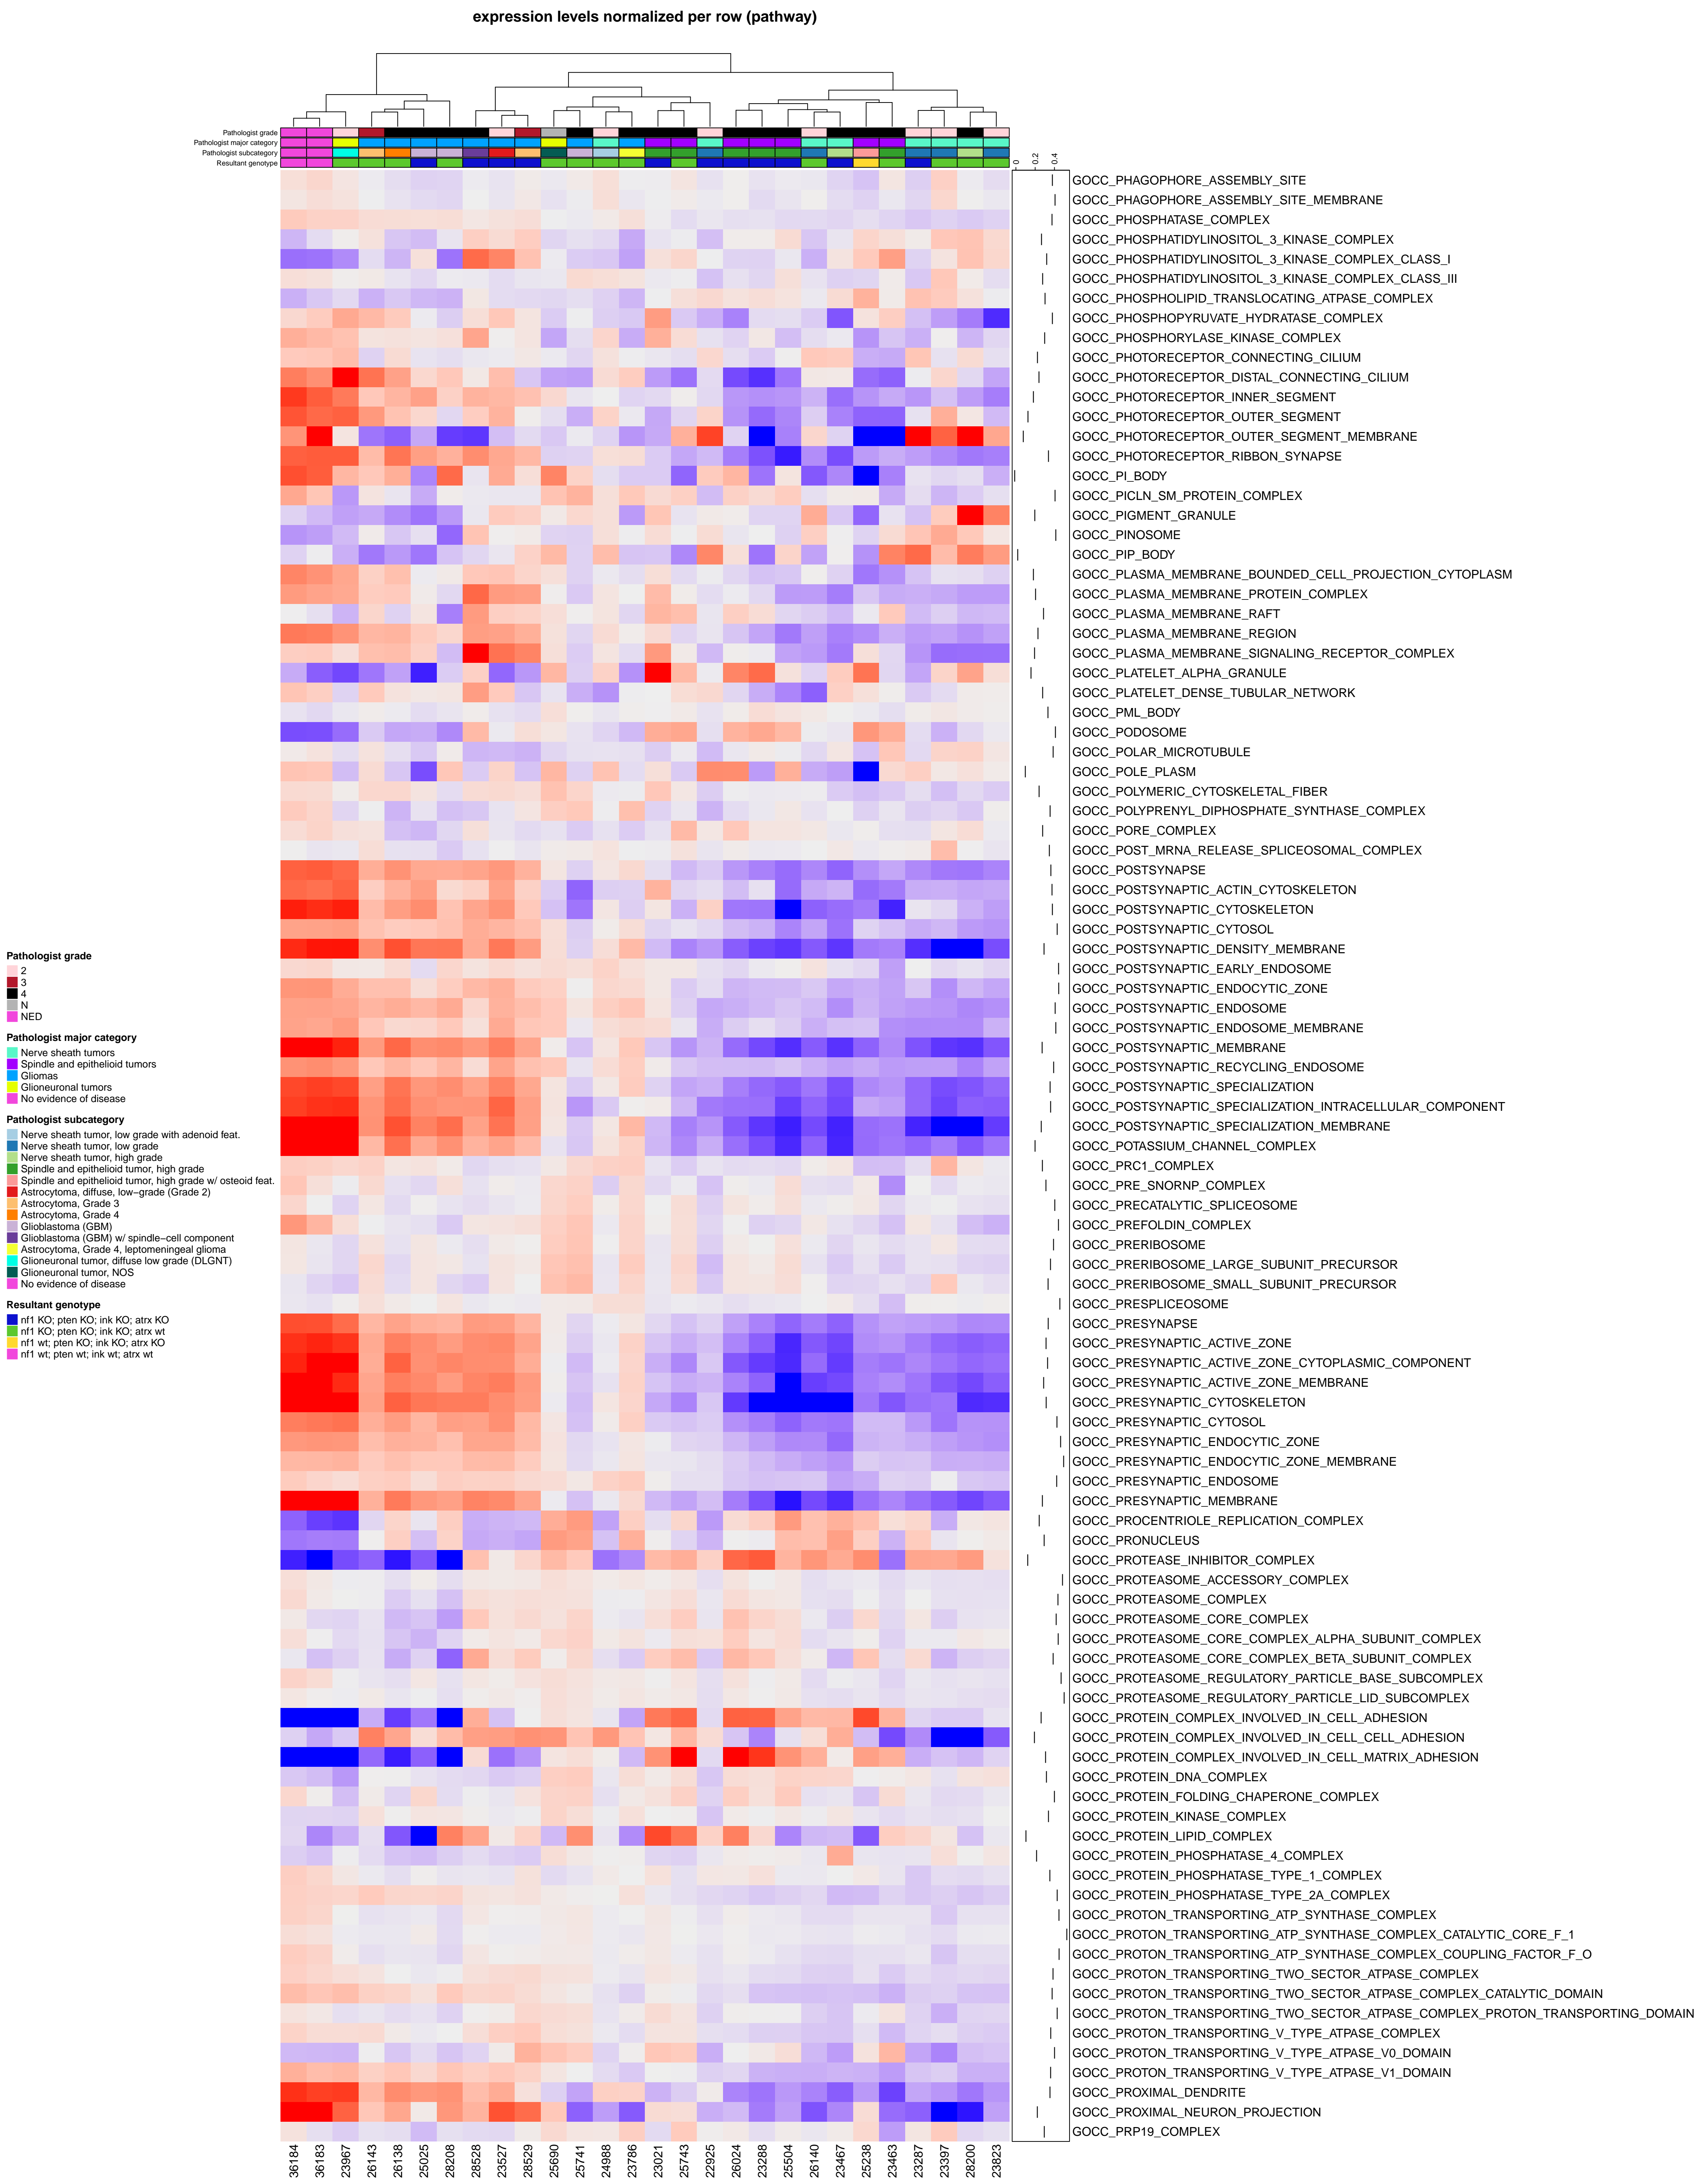 expression levels normalized per row (pathway)
Pathologist grade
Pathologist major category
Pathologist subcategory
Resultant genotype
0
0.2
0.4
GOCC_PHAGOPHORE_ASSEMBLY_SITE
GOCC_PHAGOPHORE_ASSEMBLY_SITE_MEMBRANE
GOCC_PHOSPHATASE_COMPLEX
GOCC_PHOSPHATIDYLINOSITOL_3_KINASE_COMPLEX
GOCC_PHOSPHATIDYLINOSITOL_3_KINASE_COMPLEX_CLASS_I
GOCC_PHOSPHATIDYLINOSITOL_3_KINASE_COMPLEX_CLASS_III
GOCC_PHOSPHOLIPID_TRANSLOCATING_ATPASE_COMPLEX
GOCC_PHOSPHOPYRUVATE_HYDRATASE_COMPLEX
GOCC_PHOSPHORYLASE_KINASE_COMPLEX
GOCC_PHOTORECEPTOR_CONNECTING_CILIUM
GOCC_PHOTORECEPTOR_DISTAL_CONNECTING_CILIUM
GOCC_PHOTORECEPTOR_INNER_SEGMENT
GOCC_PHOTORECEPTOR_OUTER_SEGMENT
GOCC_PHOTORECEPTOR_OUTER_SEGMENT_MEMBRANE
GOCC_PHOTORECEPTOR_RIBBON_SYNAPSE
GOCC_PI_BODY
GOCC_PICLN_SM_PROTEIN_COMPLEX
GOCC_PIGMENT_GRANULE
GOCC_PINOSOME
GOCC_PIP_BODY
GOCC_PLASMA_MEMBRANE_BOUNDED_CELL_PROJECTION_CYTOPLASM
GOCC_PLASMA_MEMBRANE_PROTEIN_COMPLEX
GOCC_PLASMA_MEMBRANE_RAFT
GOCC_PLASMA_MEMBRANE_REGION
GOCC_PLASMA_MEMBRANE_SIGNALING_RECEPTOR_COMPLEX
GOCC_PLATELET_ALPHA_GRANULE
GOCC_PLATELET_DENSE_TUBULAR_NETWORK
GOCC_PML_BODY
GOCC_PODOSOME
GOCC_POLAR_MICROTUBULE
GOCC_POLE_PLASM
GOCC_POLYMERIC_CYTOSKELETAL_FIBER
GOCC_POLYPRENYL_DIPHOSPHATE_SYNTHASE_COMPLEX
GOCC_PORE_COMPLEX
GOCC_POST_MRNA_RELEASE_SPLICEOSOMAL_COMPLEX
GOCC_POSTSYNAPSE
GOCC_POSTSYNAPTIC_ACTIN_CYTOSKELETON
GOCC_POSTSYNAPTIC_CYTOSKELETON
GOCC_POSTSYNAPTIC_CYTOSOL
GOCC_POSTSYNAPTIC_DENSITY_MEMBRANE
GOCC_POSTSYNAPTIC_EARLY_ENDOSOME
GOCC_POSTSYNAPTIC_ENDOCYTIC_ZONE
GOCC_POSTSYNAPTIC_ENDOSOME
GOCC_POSTSYNAPTIC_ENDOSOME_MEMBRANE
GOCC_POSTSYNAPTIC_MEMBRANE
GOCC_POSTSYNAPTIC_RECYCLING_ENDOSOME
GOCC_POSTSYNAPTIC_SPECIALIZATION
GOCC_POSTSYNAPTIC_SPECIALIZATION_INTRACELLULAR_COMPONENT
GOCC_POSTSYNAPTIC_SPECIALIZATION_MEMBRANE
GOCC_POTASSIUM_CHANNEL_COMPLEX
GOCC_PRC1_COMPLEX
GOCC_PRE_SNORNP_COMPLEX
GOCC_PRECATALYTIC_SPLICEOSOME
GOCC_PREFOLDIN_COMPLEX
GOCC_PRERIBOSOME
GOCC_PRERIBOSOME_LARGE_SUBUNIT_PRECURSOR
GOCC_PRERIBOSOME_SMALL_SUBUNIT_PRECURSOR
GOCC_PRESPLICEOSOME
GOCC_PRESYNAPSE
GOCC_PRESYNAPTIC_ACTIVE_ZONE
GOCC_PRESYNAPTIC_ACTIVE_ZONE_CYTOPLASMIC_COMPONENT
GOCC_PRESYNAPTIC_ACTIVE_ZONE_MEMBRANE
GOCC_PRESYNAPTIC_CYTOSKELETON
GOCC_PRESYNAPTIC_CYTOSOL
GOCC_PRESYNAPTIC_ENDOCYTIC_ZONE
GOCC_PRESYNAPTIC_ENDOCYTIC_ZONE_MEMBRANE
GOCC_PRESYNAPTIC_ENDOSOME
GOCC_PRESYNAPTIC_MEMBRANE
GOCC_PROCENTRIOLE_REPLICATION_COMPLEX
GOCC_PRONUCLEUS
GOCC_PROTEASE_INHIBITOR_COMPLEX
GOCC_PROTEASOME_ACCESSORY_COMPLEX
GOCC_PROTEASOME_COMPLEX
GOCC_PROTEASOME_CORE_COMPLEX
GOCC_PROTEASOME_CORE_COMPLEX_ALPHA_SUBUNIT_COMPLEX
GOCC_PROTEASOME_CORE_COMPLEX_BETA_SUBUNIT_COMPLEX
GOCC_PROTEASOME_REGULATORY_PARTICLE_BASE_SUBCOMPLEX
GOCC_PROTEASOME_REGULATORY_PARTICLE_LID_SUBCOMPLEX
GOCC_PROTEIN_COMPLEX_INVOLVED_IN_CELL_ADHESION
GOCC_PROTEIN_COMPLEX_INVOLVED_IN_CELL_CELL_ADHESION
GOCC_PROTEIN_COMPLEX_INVOLVED_IN_CELL_MATRIX_ADHESION
GOCC_PROTEIN_DNA_COMPLEX
GOCC_PROTEIN_FOLDING_CHAPERONE_COMPLEX
GOCC_PROTEIN_KINASE_COMPLEX
GOCC_PROTEIN_LIPID_COMPLEX
GOCC_PROTEIN_PHOSPHATASE_4_COMPLEX
GOCC_PROTEIN_PHOSPHATASE_TYPE_1_COMPLEX
GOCC_PROTEIN_PHOSPHATASE_TYPE_2A_COMPLEX
GOCC_PROTON_TRANSPORTING_ATP_SYNTHASE_COMPLEX
GOCC_PROTON_TRANSPORTING_ATP_SYNTHASE_COMPLEX_CATALYTIC_CORE_F_1
GOCC_PROTON_TRANSPORTING_ATP_SYNTHASE_COMPLEX_COUPLING_FACTOR_F_O
GOCC_PROTON_TRANSPORTING_TWO_SECTOR_ATPASE_COMPLEX
GOCC_PROTON_TRANSPORTING_TWO_SECTOR_ATPASE_COMPLEX_CATALYTIC_DOMAIN
GOCC_PROTON_TRANSPORTING_TWO_SECTOR_ATPASE_COMPLEX_PROTON_TRANSPORTING_DOMAIN
GOCC_PROTON_TRANSPORTING_V_TYPE_ATPASE_COMPLEX
GOCC_PROTON_TRANSPORTING_V_TYPE_ATPASE_V0_DOMAIN
GOCC_PROTON_TRANSPORTING_V_TYPE_ATPASE_V1_DOMAIN
GOCC_PROXIMAL_DENDRITE
GOCC_PROXIMAL_NEURON_PROJECTION
GOCC_PRP19_COMPLEX
Pathologist grade
2
3
4
N
NED
Pathologist major category
Nerve sheath tumors
Spindle and epithelioid tumors
Gliomas
Glioneuronal tumors
No evidence of disease
Pathologist subcategory
Nerve sheath tumor, low grade with adenoid feat.
Nerve sheath tumor, low grade
Nerve sheath tumor, high grade
Spindle and epithelioid tumor, high grade
Spindle and epithelioid tumor, high grade w/ osteoid feat.
Astrocytoma, diffuse, low−grade (Grade 2)
Astrocytoma, Grade 3
Astrocytoma, Grade 4
Glioblastoma (GBM)
Glioblastoma (GBM) w/ spindle−cell component
Astrocytoma, Grade 4, leptomeningeal glioma
Glioneuronal tumor, diffuse low grade (DLGNT)
Glioneuronal tumor, NOS
No evidence of disease
Resultant genotype
nf1 KO; pten KO; ink KO; atrx KO
nf1 KO; pten KO; ink KO; atrx wt
nf1 wt; pten KO; ink KO; atrx KO
nf1 wt; pten wt; ink wt; atrx wt
36184
36183
23967
26143
26138
25025
28208
28528
23527
28529
25690
25741
24988
23786
23021
25743
22925
26024
23288
25504
26140
23467
25238
23463
23287
23397
28200
23823